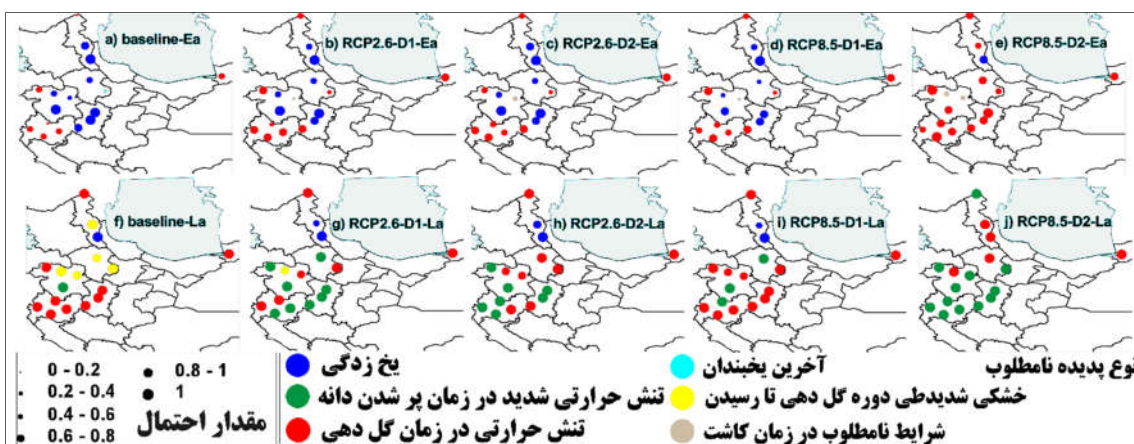 a) baseline-Ea
b) RCP2.6-D1-Ea
c) RCP2.6-D2-Ea
d) RCP8.5-D1-Ea
e) RCP8.5-D2-Ea
f) baseline-La
g) RCP2.6-D1-La
h) RCP2.6-D2-La
i) RCP8.5-D1-La
j) RCP8.5-D2-La
نوع پدیده نامطلوب
آخرین یخبندان
یخ زدگی
خشکی شدیدطی دوره گل دهی تا رسیدن
تنش حرارتی شدید در زمان پر شدن دانه
شرایط نامطلوب در زمان کاشت
تنش حرارتی در زمان گل دهی
0 - 0.2
0.2 - 0.4
0.4 - 0.6
0.6 - 0.8
0.8 - 1
1
مقدار احتمال